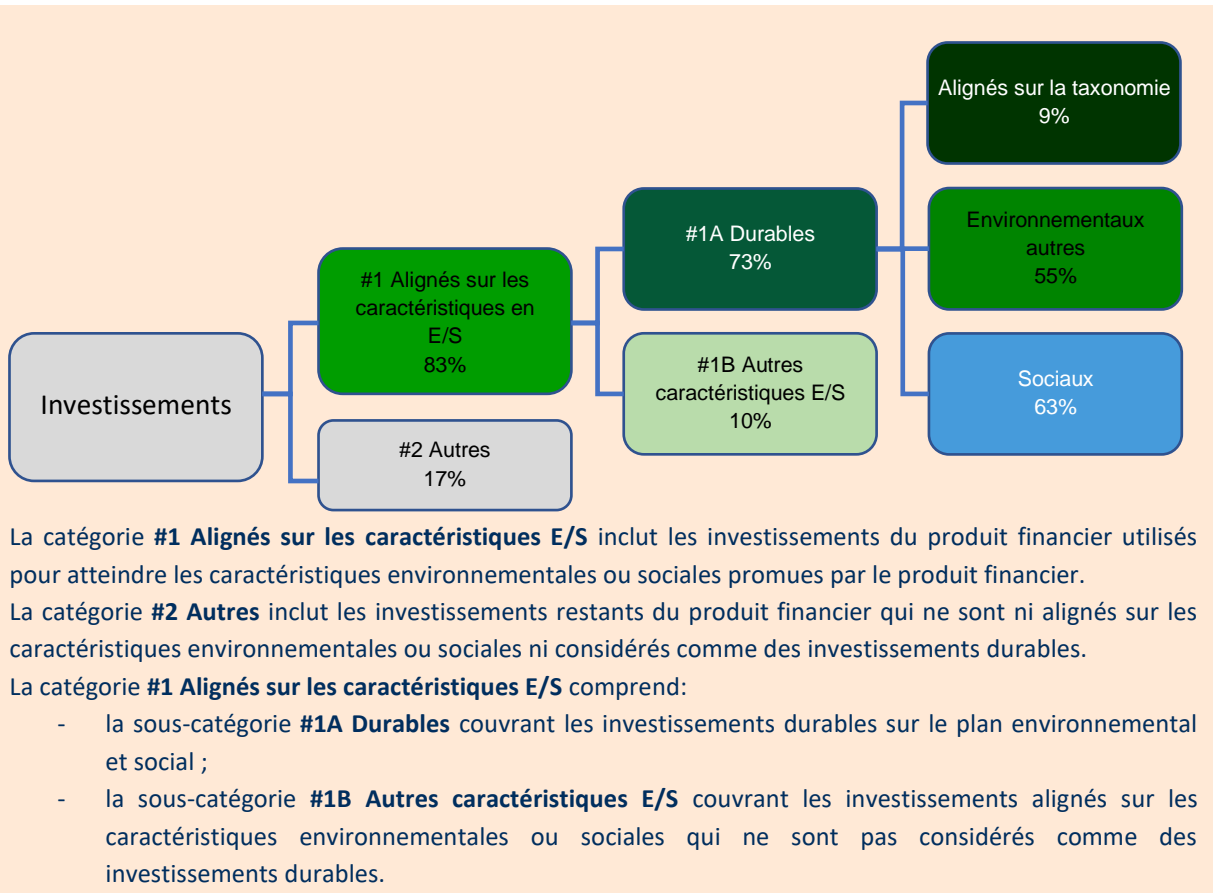 Alignés sur la taxonomie
9%
#1A Durables
73%
Environnementaux
autres
55%
#1 Alignés sur les
caractéristiques en
E/S
83%
#1B Autres
caractéristiques E/S
10%
Sociaux
63%
Investissements
#2 Autres
17%
La catégorie #1 Alignés sur les caractéristiques E/S inclut les investissements du produit financier utilisés
pour atteindre les caractéristiques environnementales ou sociales promues par le produit financier.
La catégorie #2 Autres inclut les investissements restants du produit financier qui ne sont ni alignés sur les
caractéristiques environnementales ou sociales ni considérés comme des investissements durables.
La catégorie #1 Alignés sur les caractéristiques E/S comprend:
- la sous-catégorie #1A Durables couvrant les investissements durables sur le plan environnemental
et social ;
- la sous-catégorie #1B Autres caractéristiques E/S couvrant les investissements alignés sur les
caractéristiques environnementales ou sociales qui ne sont pas considérés comme des
investissements durables.